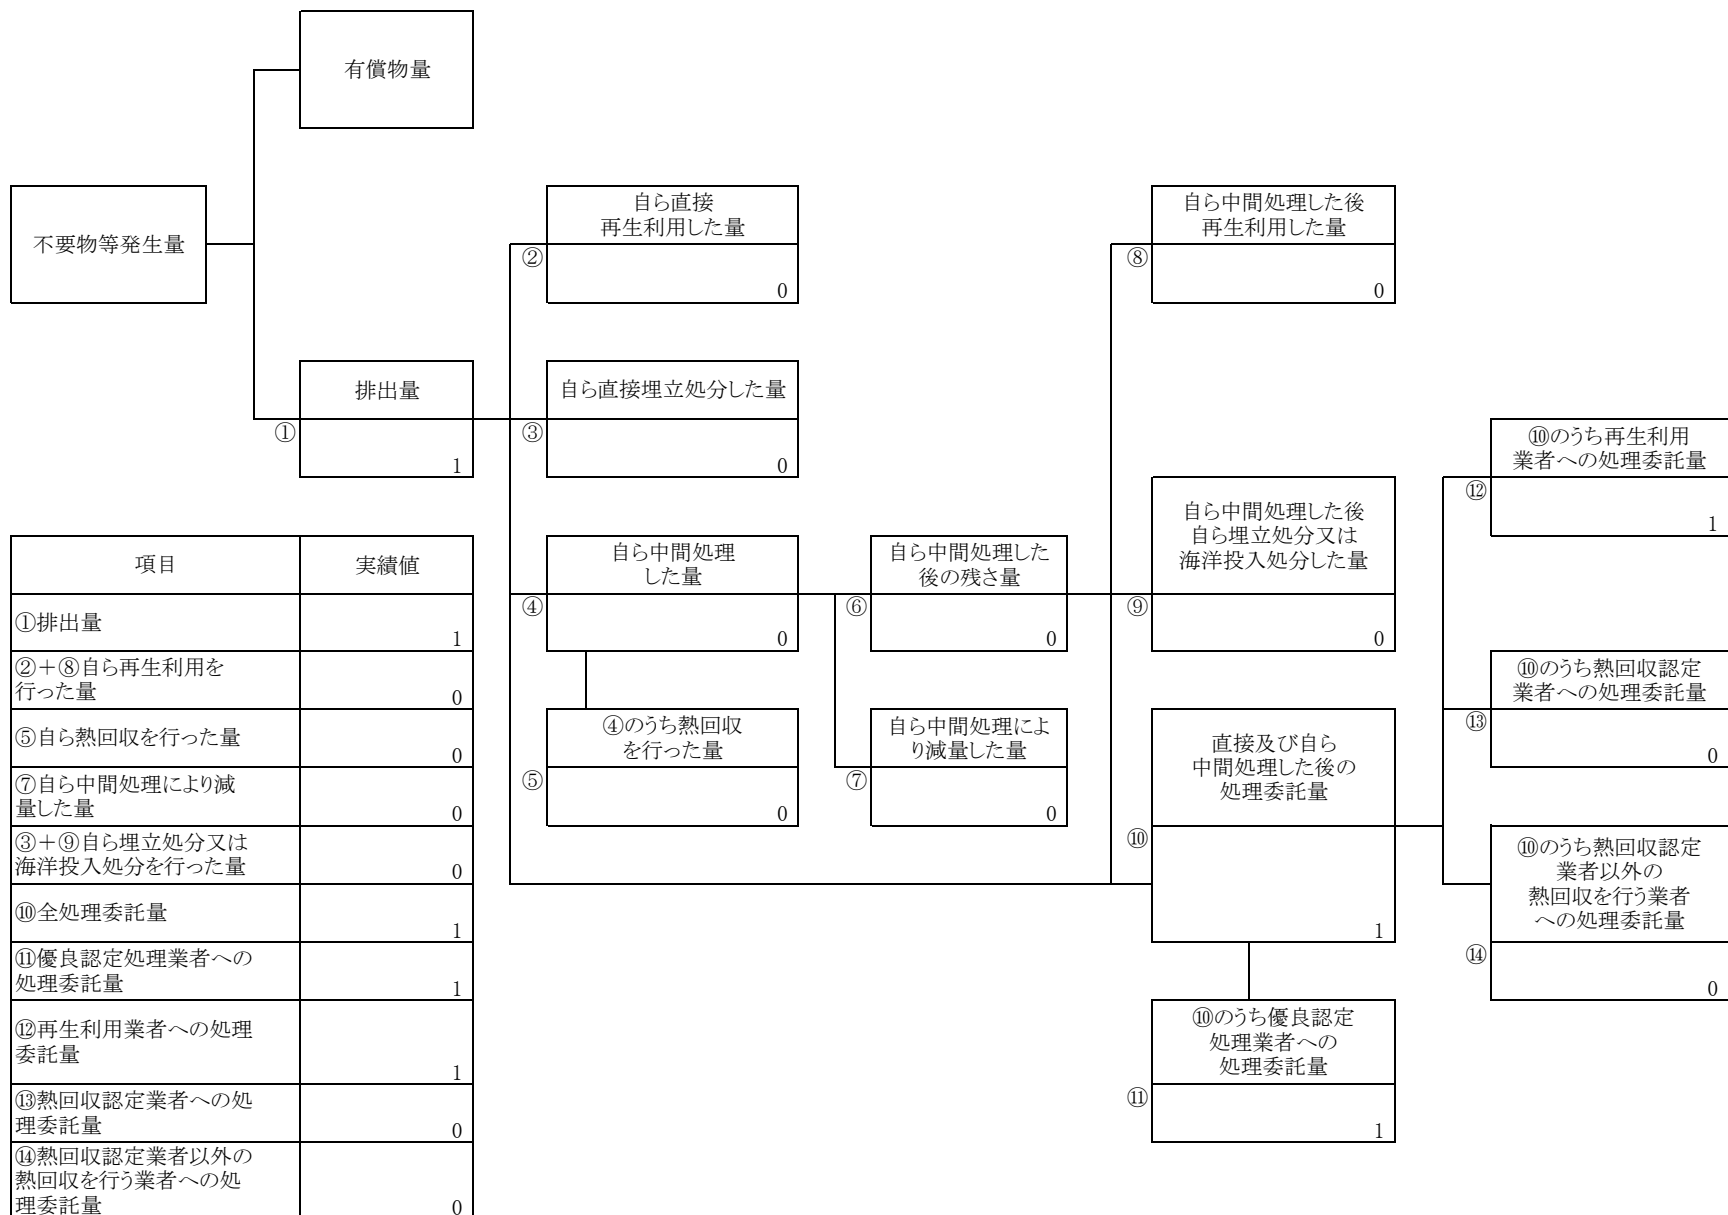 有償物量
不要物等発生量
自ら直接
再生利用した量
②
0
自ら中間処理した後
再生利用した量
⑧
0
排出量
①
1
自ら直接埋立処分した量
③
0
⑩のうち再生利用
業者への処理委託量
⑫
1
自ら中間処理
した量
④
0
自ら中間処理した
後の残さ量
⑥
0
自ら中間処理した後
自ら埋立処分又は
海洋投入処分した量
⑨
0
⑩のうち熱回収認定
業者への処理委託量
⑬
0
④のうち熱回収
を行った量
⑤
0
自ら中間処理によ
り減量した量
⑦
0
直接及び自ら
中間処理した後の
処理委託量
⑩
1
⑩のうち熱回収認定
業者以外の
熱回収を行う業者
への処理委託量
⑭
0
⑩のうち優良認定
処理業者への
処理委託量
⑪
1
項目 実績値
①排出量
1
②+⑧自ら再生利用を
行った量
0
⑤自ら熱回収を行った量
0
⑦自ら中間処理により減
量した量
0
③+⑨自ら埋立処分又は
海洋投入処分を行った量
0
⑩全処理委託量
1
⑪優良認定処理業者への
処理委託量
1
⑫再生利用業者への処理
委託量
1
⑬熱回収認定業者への処
理委託量
0
⑭熱回収認定業者以外の
熱回収を行う業者への処
理委託量
0